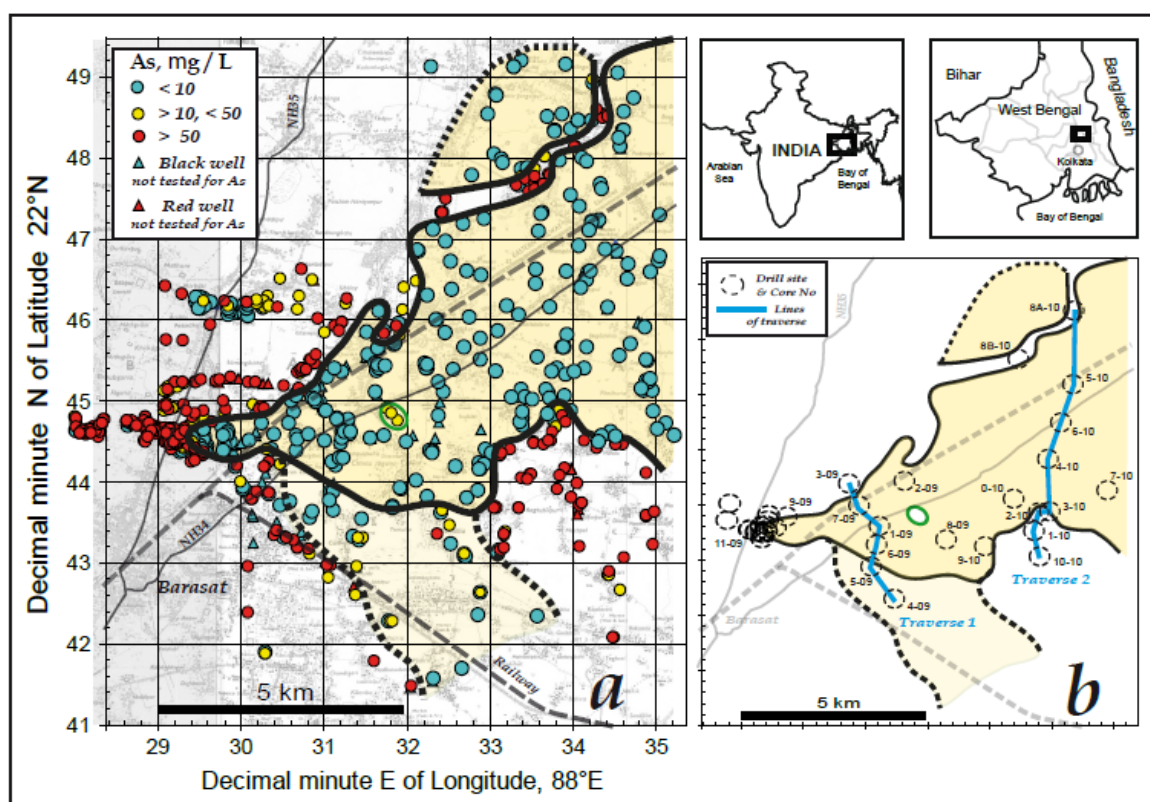 As, mg/L
< 10
> 10, < 50
> 50
Black well
not tested for As
Red well
not tested for As
NH35
NH34
Barasat
Railway
5 km
a
49
48
47
46
45
44
43
42
41
29
30
31
32
33
34
35
Decimal minute N of Latitude 22°N
Decimal minute E of Longitude, 88°E
INDIA
Arabian
Sea
Bay of
Bengal
Bihar
West Bengal
Bangladesh
Kolkata
Bay of Bengal
Drill site
& Core No
Lines
of traverse
NH35
8A-10
8B-10
5-10
6-10
4-10
7-10
3-09
2-09
0-10
3-10
2-10
9-09
7-09
1-09
8-09
1-10
11-09
6-09
9-10
10-10
5-09
4-09
Traverse 2
Traverse 1
Barasat
5 km
b